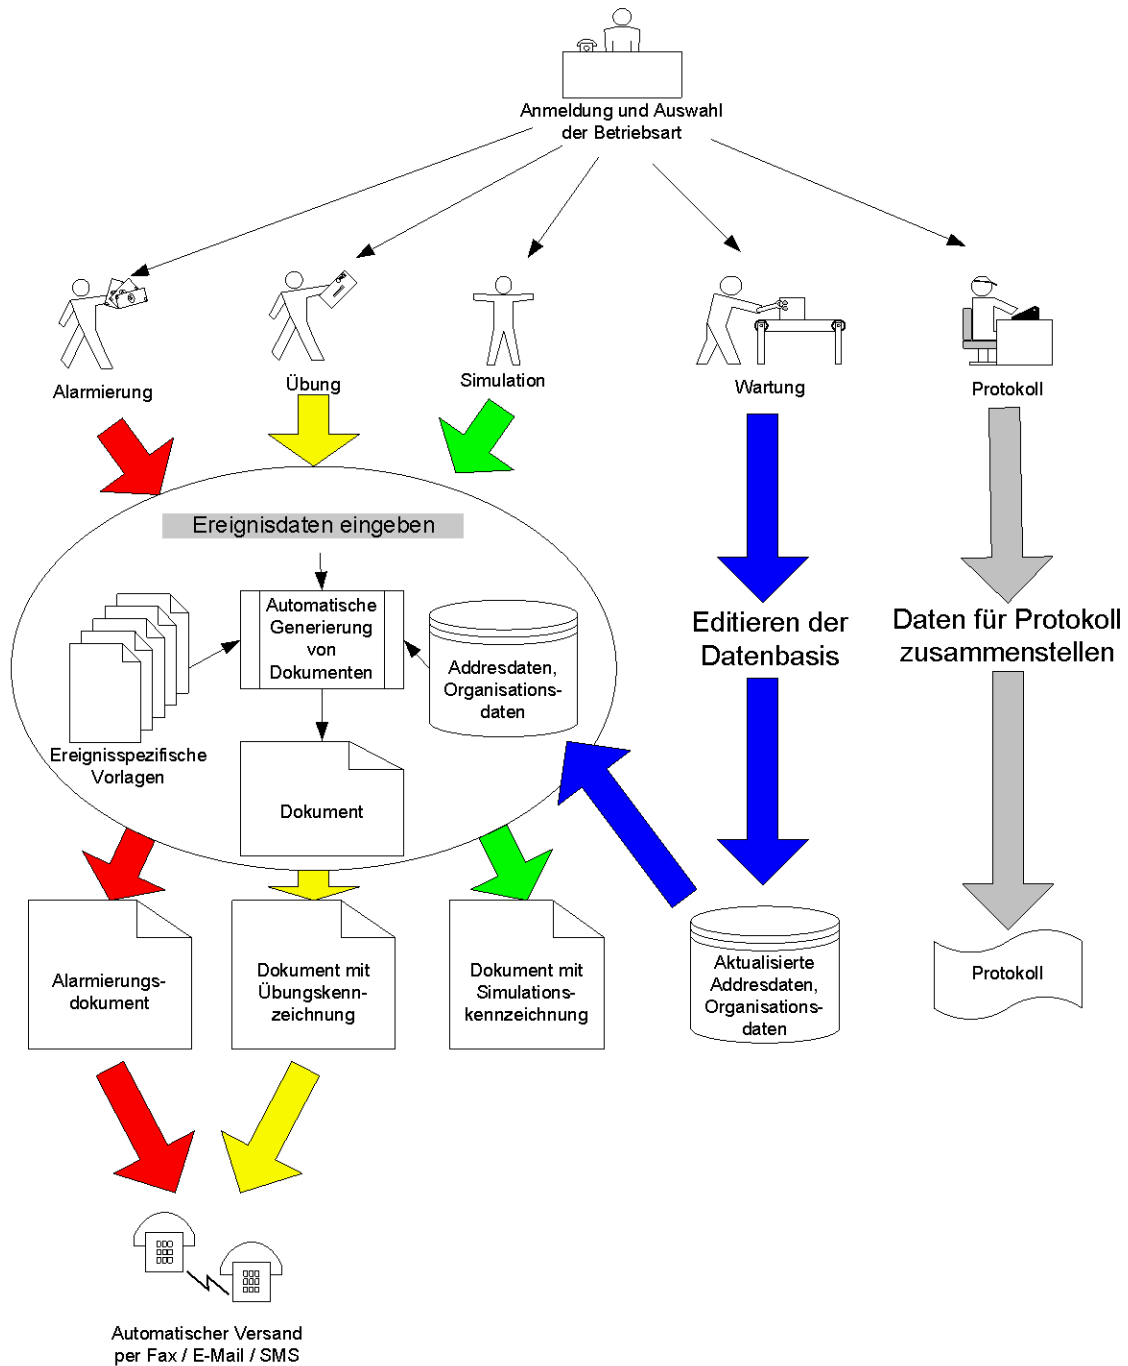 Anmeldung und Auswahl
der Betriebsart
Alarmierung
Übung
Simulation
Wartung
Protokoll
Ereignisdaten eingeben
Automatische
Generierung
von
Dokumenten
Addresdaten,
Organisations-
daten
Ereignisspezifische
Vorlagen
Dokument
Editieren der
Datenbasis
Daten für Protokoll
zusammenstellen
Alarmierungs-
dokument
Dokument mit
Übungskenn-
zeichnung
Dokument mit
Simulations-
kennzeichnung
Aktualisierte
Addresdaten,
Organisations-
daten
Protokoll
Automatischer Versand
per Fax / E-Mail / SMS